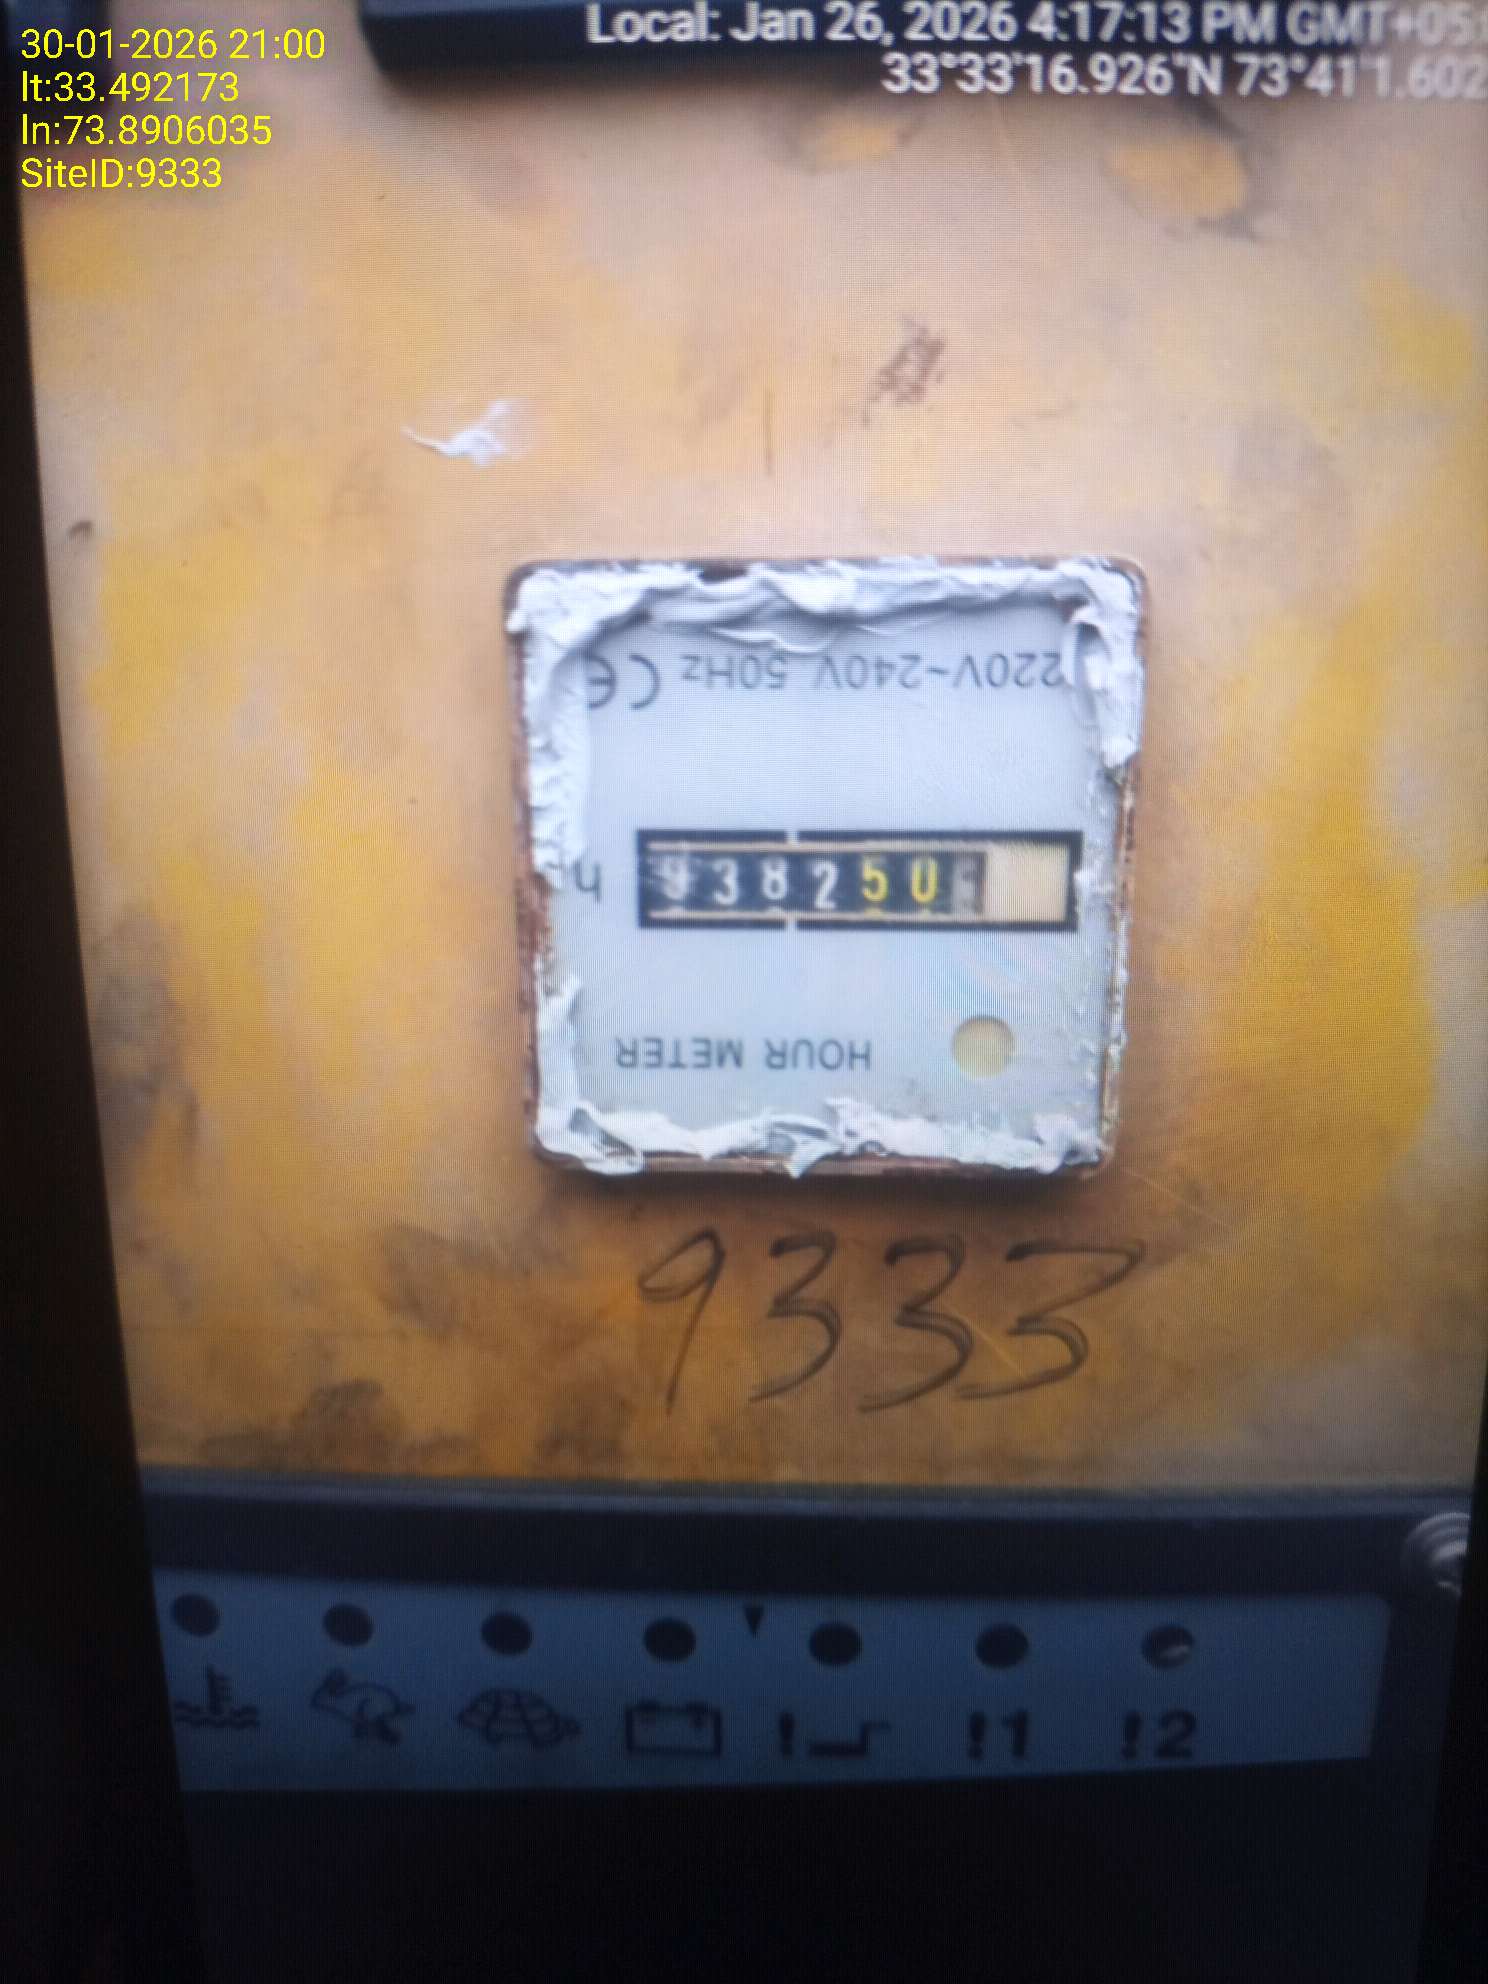 30-01-2026 21:00
lt:33.492173
ln:73.8906035
SiteID:9333
Local: Jan 26, 2026 4:17:13 PM GMT+05:
33°33'16.926"N 73°41'1.602
220V~240V 50Hz CE
h
938250
HOUR METER
9333
!
!1
!2